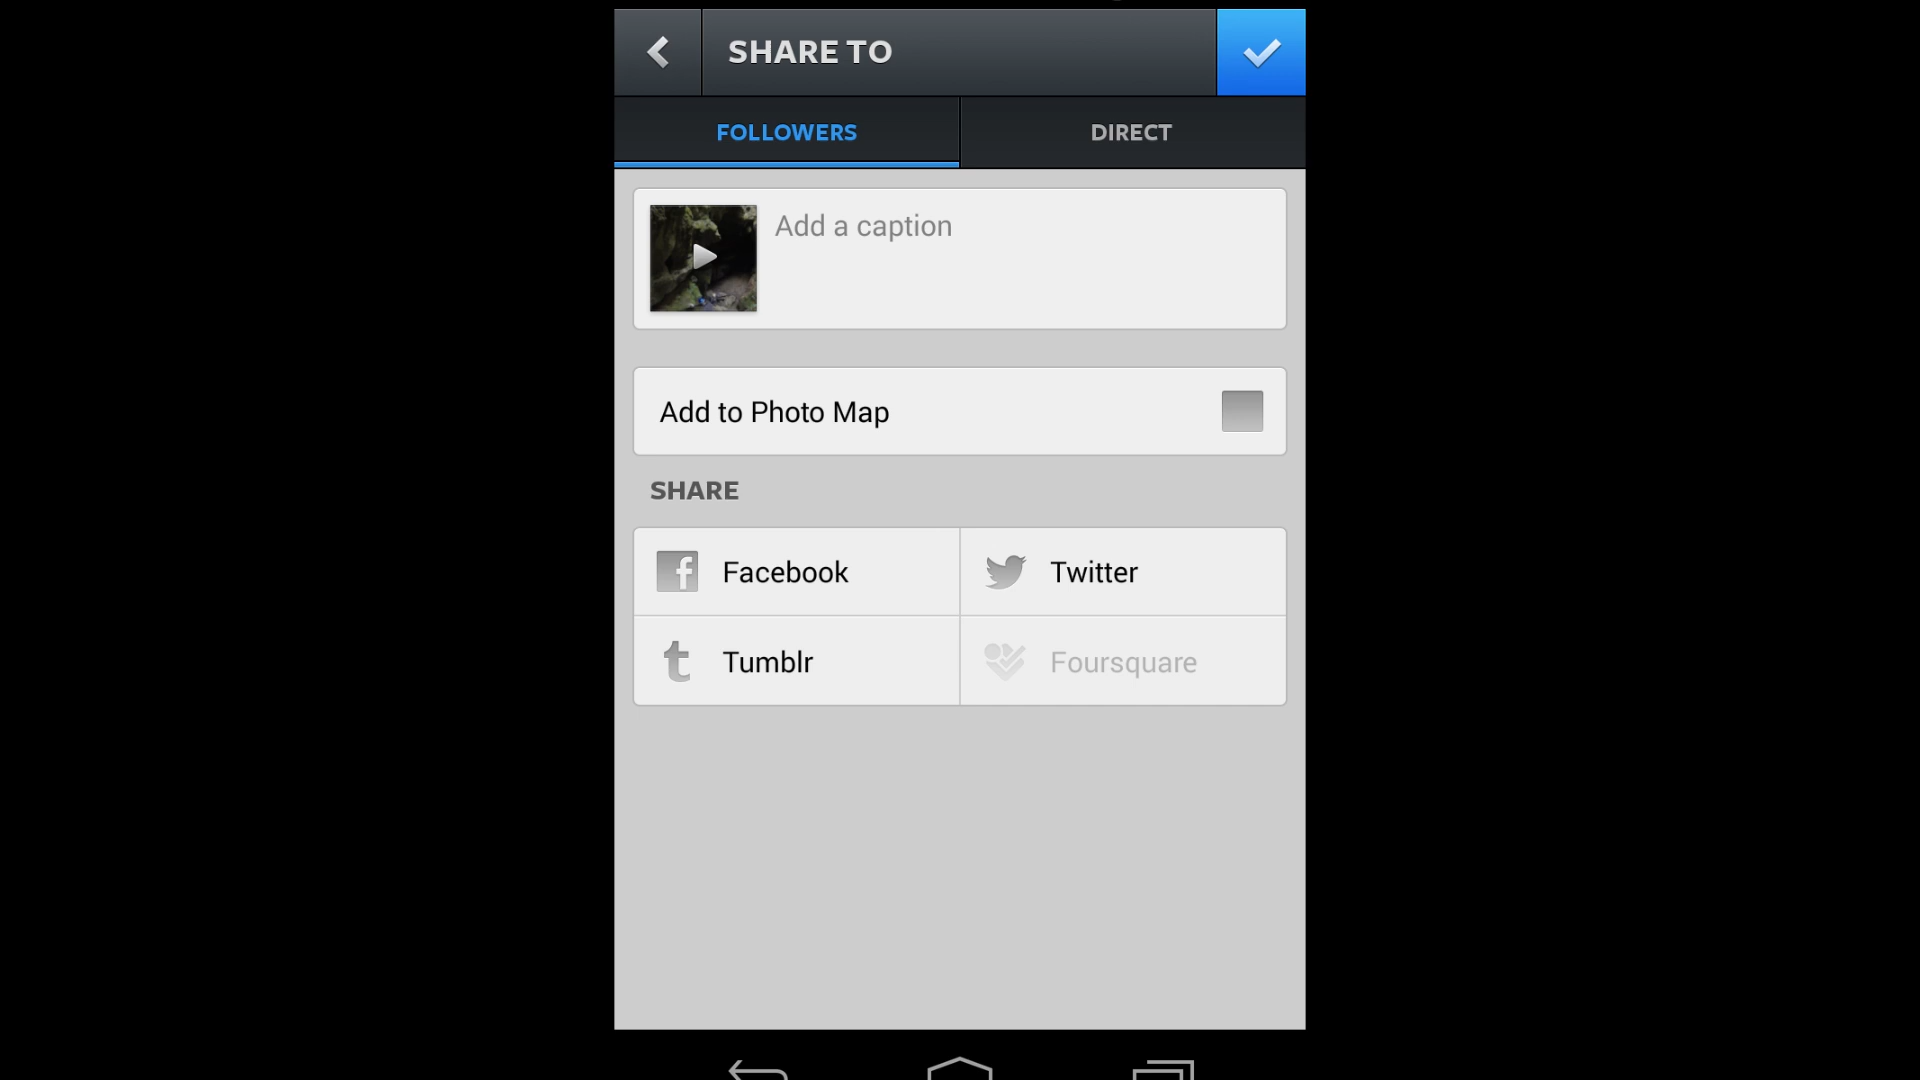 SHARE TO
FOLLOWERS
DIRECT
Add a caption
Add to Photo Map
SHARE
Facebook
Twitter
Tumblr
Foursquare